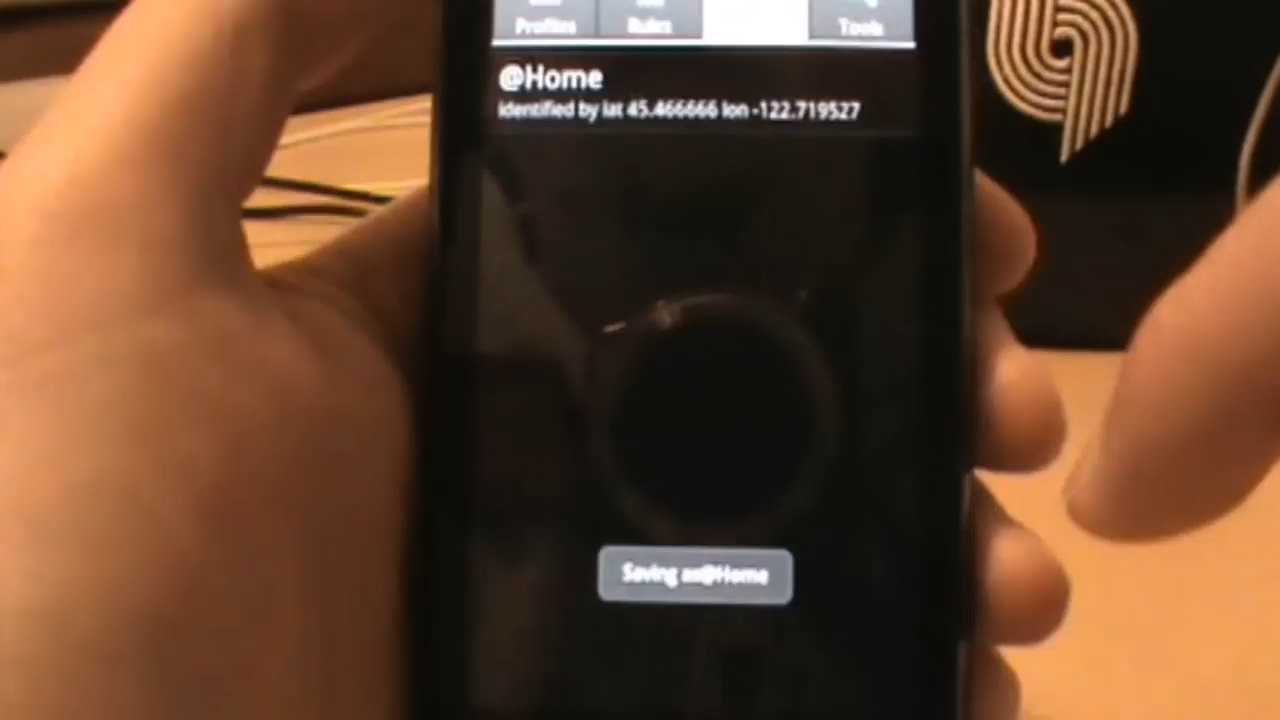 Profiles Rules Tools
@Home
identified by lat 45.466666 lon -122.719527
Saving as@Home